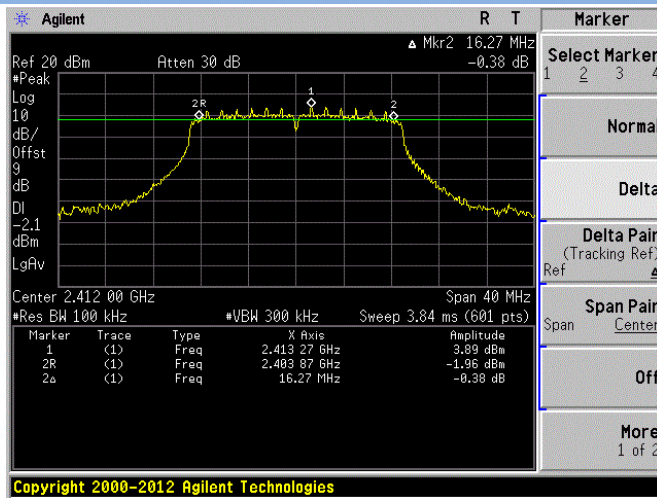 Agilent R T Marker
Δ Mkr2 16.27 MHz
Ref 20 dBm Atten 30 dB -0.38 dB
Select Marker
1 2 3 4
#Peak
Log
10
dB/
Offst
9
dB
DI
-2.1
dBm
LgAv
2R 1 2
Normal
Delta
Delta Pair
(Tracking Ref)
Ref Δ
Span Pair
Span Center
Off
More
1 of 2
Center 2.412 00 GHz Span 40 MHz
#Res BW 100 kHz #VBW 300 kHz Sweep 3.84 ms (601 pts)
Marker Trace Type X Axis Amplitude
1 (1) Freq 2.413 27 GHz 3.89 dBm
2R (1) Freq 2.403 87 GHz -1.96 dBm
2Δ (1) Freq 16.27 MHz -0.38 dB
Copyright 2000-2012 Agilent Technologies